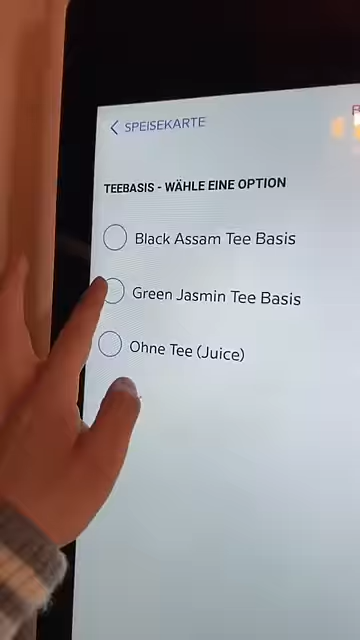 < SPEISEKARTE
TEEBASIS - WÄHLE EINE OPTION
Black Assam Tee Basis
Green Jasmin Tee Basis
Ohne Tee (Juice)